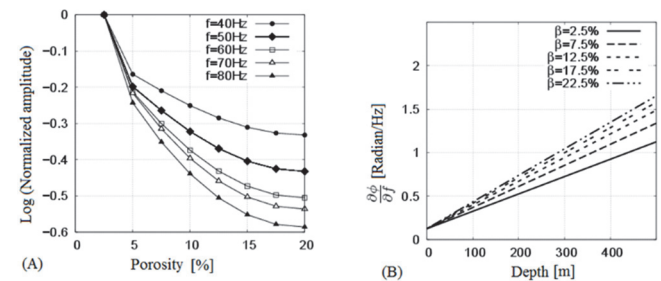 0
−0.1
−0.2
−0.3
−0.4
−0.5
−0.6
Log (Normalized amplitude)
f=40Hz
f=50Hz
f=60Hz
f=70Hz
f=80Hz
0 5 10 15 20
(A) Porosity [%]
2
1.5
1
0.5
0
∂ϕ/∂f [Radian/Hz]
β=2.5%
β=7.5%
β=12.5%
β=17.5%
β=22.5%
0 100 200 300 400
(B) Depth [m]